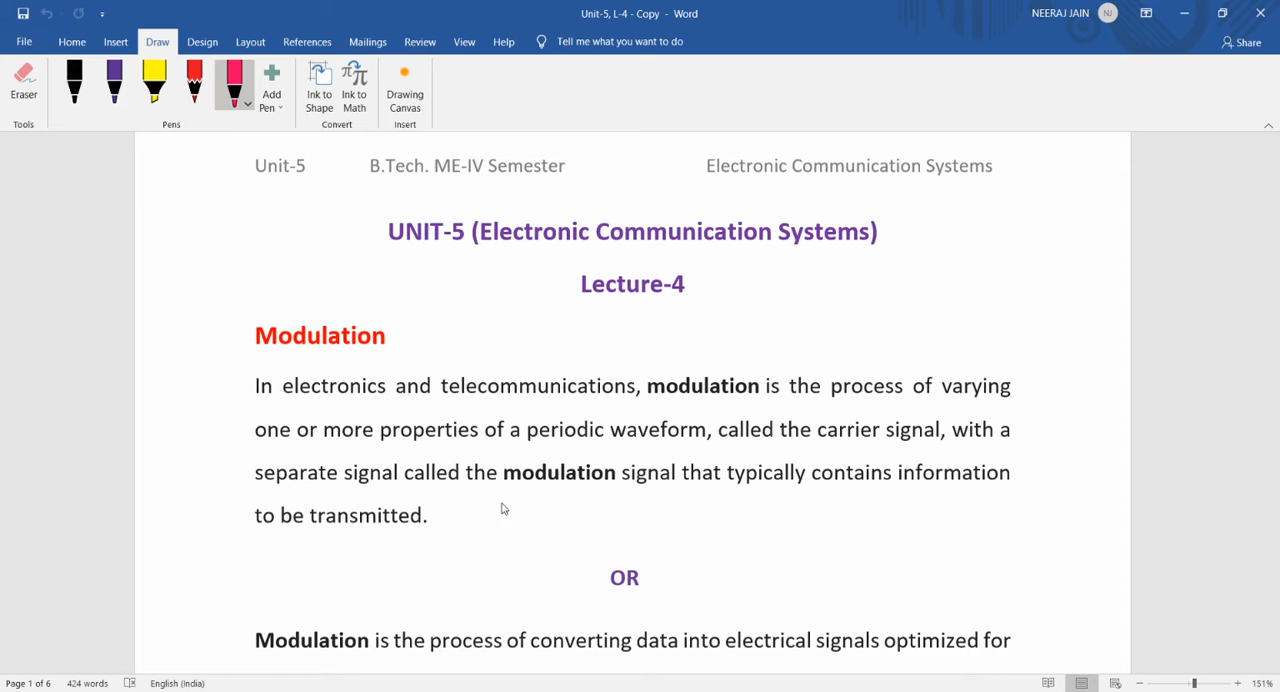 Unit-5, L-4 - Copy - Word
NEERAJ JAIN NJ
File Home Insert Draw Design Layout References Mailings Review View Help Tell me what you want to do Share
Eraser
Add Pen
Ink to Shape
Ink to Math
Drawing Canvas
Tools Pens Convert Insert
Unit-5 B.Tech. ME-IV Semester Electronic Communication Systems
UNIT-5 (Electronic Communication Systems)
Lecture-4
Modulation
In electronics and telecommunications, modulation is the process of varying
one or more properties of a periodic waveform, called the carrier signal, with a
separate signal called the modulation signal that typically contains information
to be transmitted.
OR
Modulation is the process of converting data into electrical signals optimized for
Page 1 of 6 424 words English (India) 151%